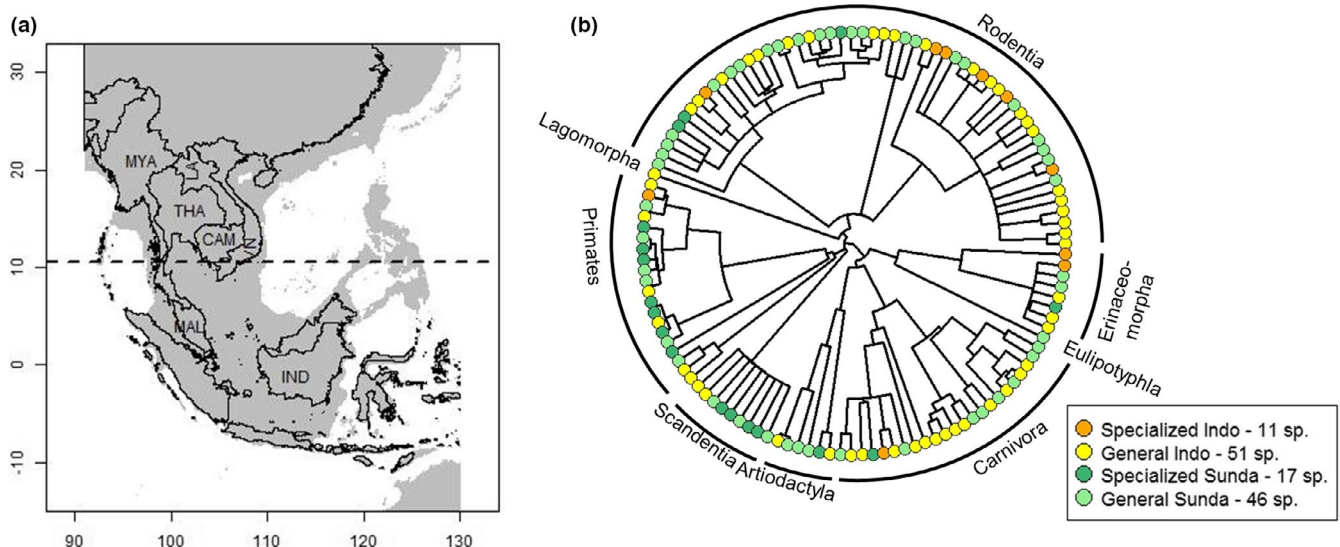 (a)
30
20
10
0
-10
90
100
110
120
130
MYA
LA
THA
CAM
MAL
IND
(b)
Rodentia
Lagomorpha
Primates
Scandentia
Artiodactyla
Carnivora
Eulipotyphla
Erinaceo-
morpha
Specialized Indo - 11 sp.
General Indo - 51 sp.
Specialized Sunda - 17 sp.
General Sunda - 46 sp.